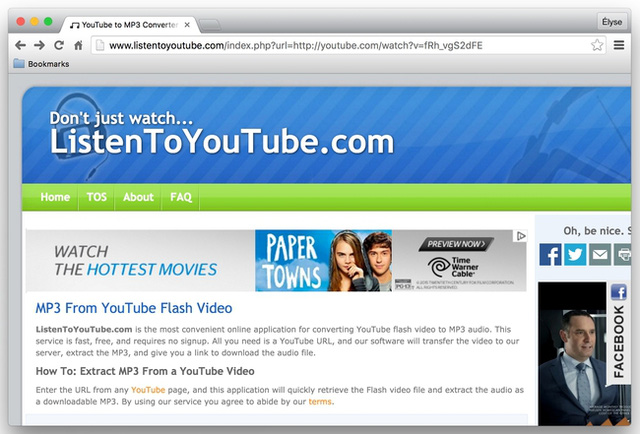 YouTube to MP3 Converter
Élyse
www.listentoyoutube.com/index.php?url=http://youtube.com/watch?v=fRh_vgS2dFE
Bookmarks
Don't just watch...
ListenToYouTube.com
Home TOS About FAQ
Oh, be nice. S
WATCH
THE HOTTEST MOVIES
PAPER
TOWNS
PREVIEW NOW >
Time
Warner
Cable
PG-13
MP3 From YouTube Flash Video
ListenToYouTube.com is the most convenient online application for converting YouTube flash video to MP3 audio. This
service is fast, free, and requires no signup. All you need is a YouTube URL, and our software will transfer the video to our
server, extract the MP3, and give you a link to download the audio file.
How To: Extract MP3 From a YouTube Video
Enter the URL from any YouTube page, and this application will quickly retrieve the Flash video file and extract the audio as
a downloadable MP3. By using our service you agree to abide by our terms.
FACEBOOK